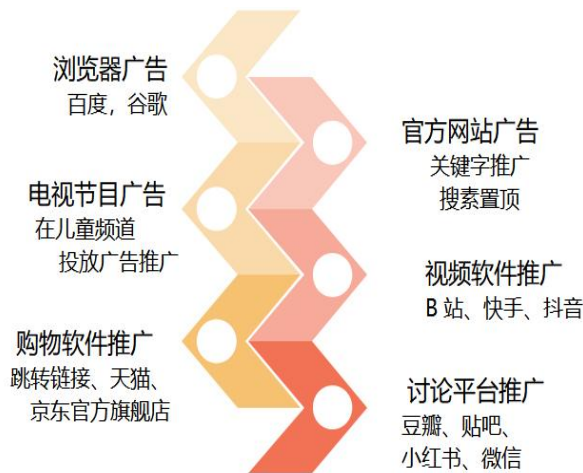 浏览器广告
百度，谷歌
官方网站广告
关键字推广
搜素置顶
电视节目广告
在儿童频道
投放广告推广
视频软件推广
B 站、快手、抖音
购物软件推广
跳转链接、天猫、
京东官方旗舰店
讨论平台推广
豆瓣、贴吧、
小红书、微信